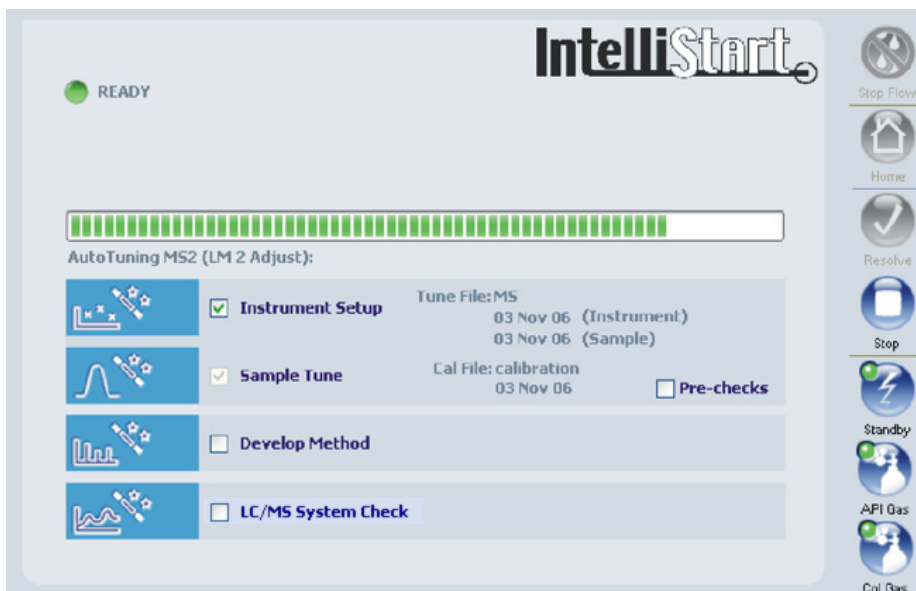 IntelliStart
READY
AutoTuning MS2 (LM 2 Adjust):
Instrument Setup
Tune File: MS
03 Nov 06 (Instrument)
03 Nov 06 (Sample)
Sample Tune
Cal File: calibration
03 Nov 06
Pre-checks
Develop Method
LC/MS System Check
Stop Flow
Home
Resolve
Stop
Standby
API Gas
Col Gas